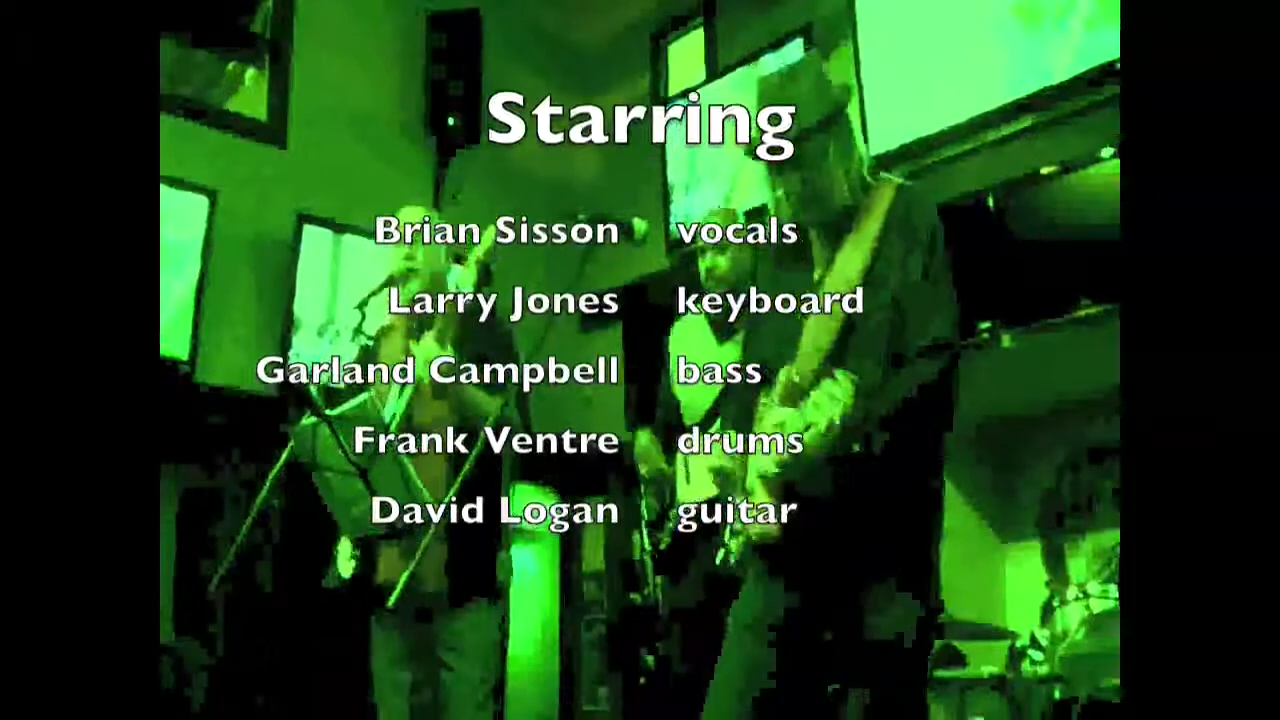 Starring
Brian Sisson vocals
Larry Jones keyboard
Garland Campbell bass
Frank Ventre drums
David Logan guitar